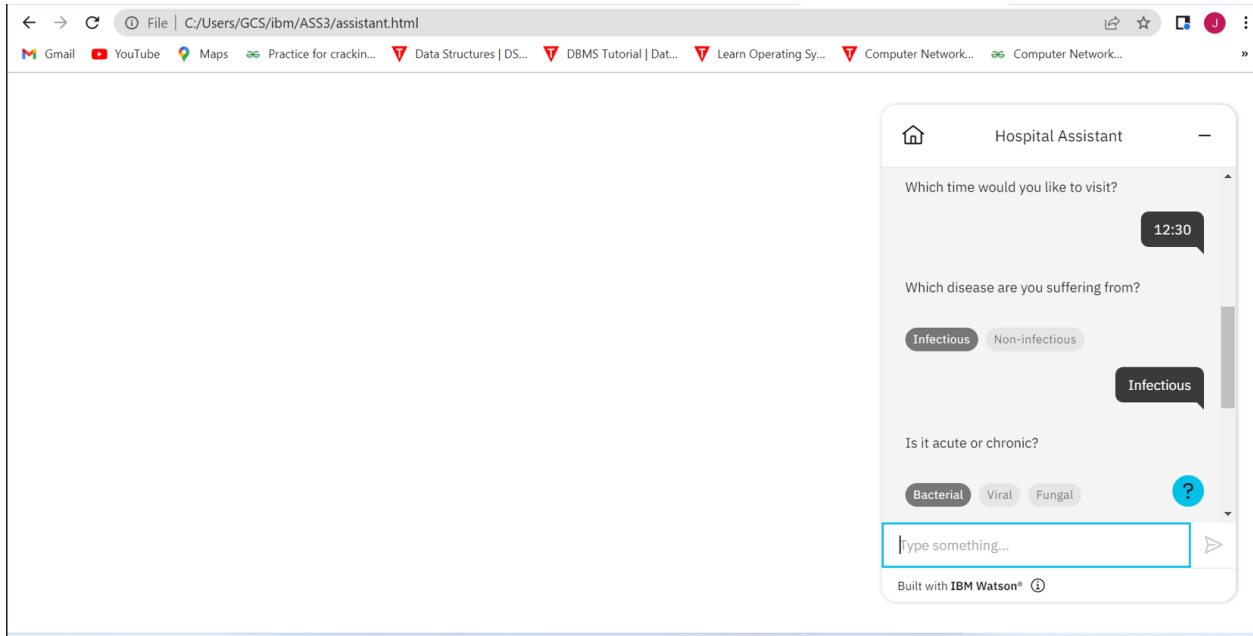 File | C:/Users/GCS/ibm/ASS3/assistant.html
J
Gmail YouTube Maps Practice for crackin... Data Structures | DS... DBMS Tutorial | Dat... Learn Operating Sy... Computer Network... Computer Network... »
Hospital Assistant
Which time would you like to visit?
12:30
Which disease are you suffering from?
Infectious Non-infectious
Infectious
Is it acute or chronic?
Bacterial Viral Fungal
?
Type something...
Built with IBM Watson®